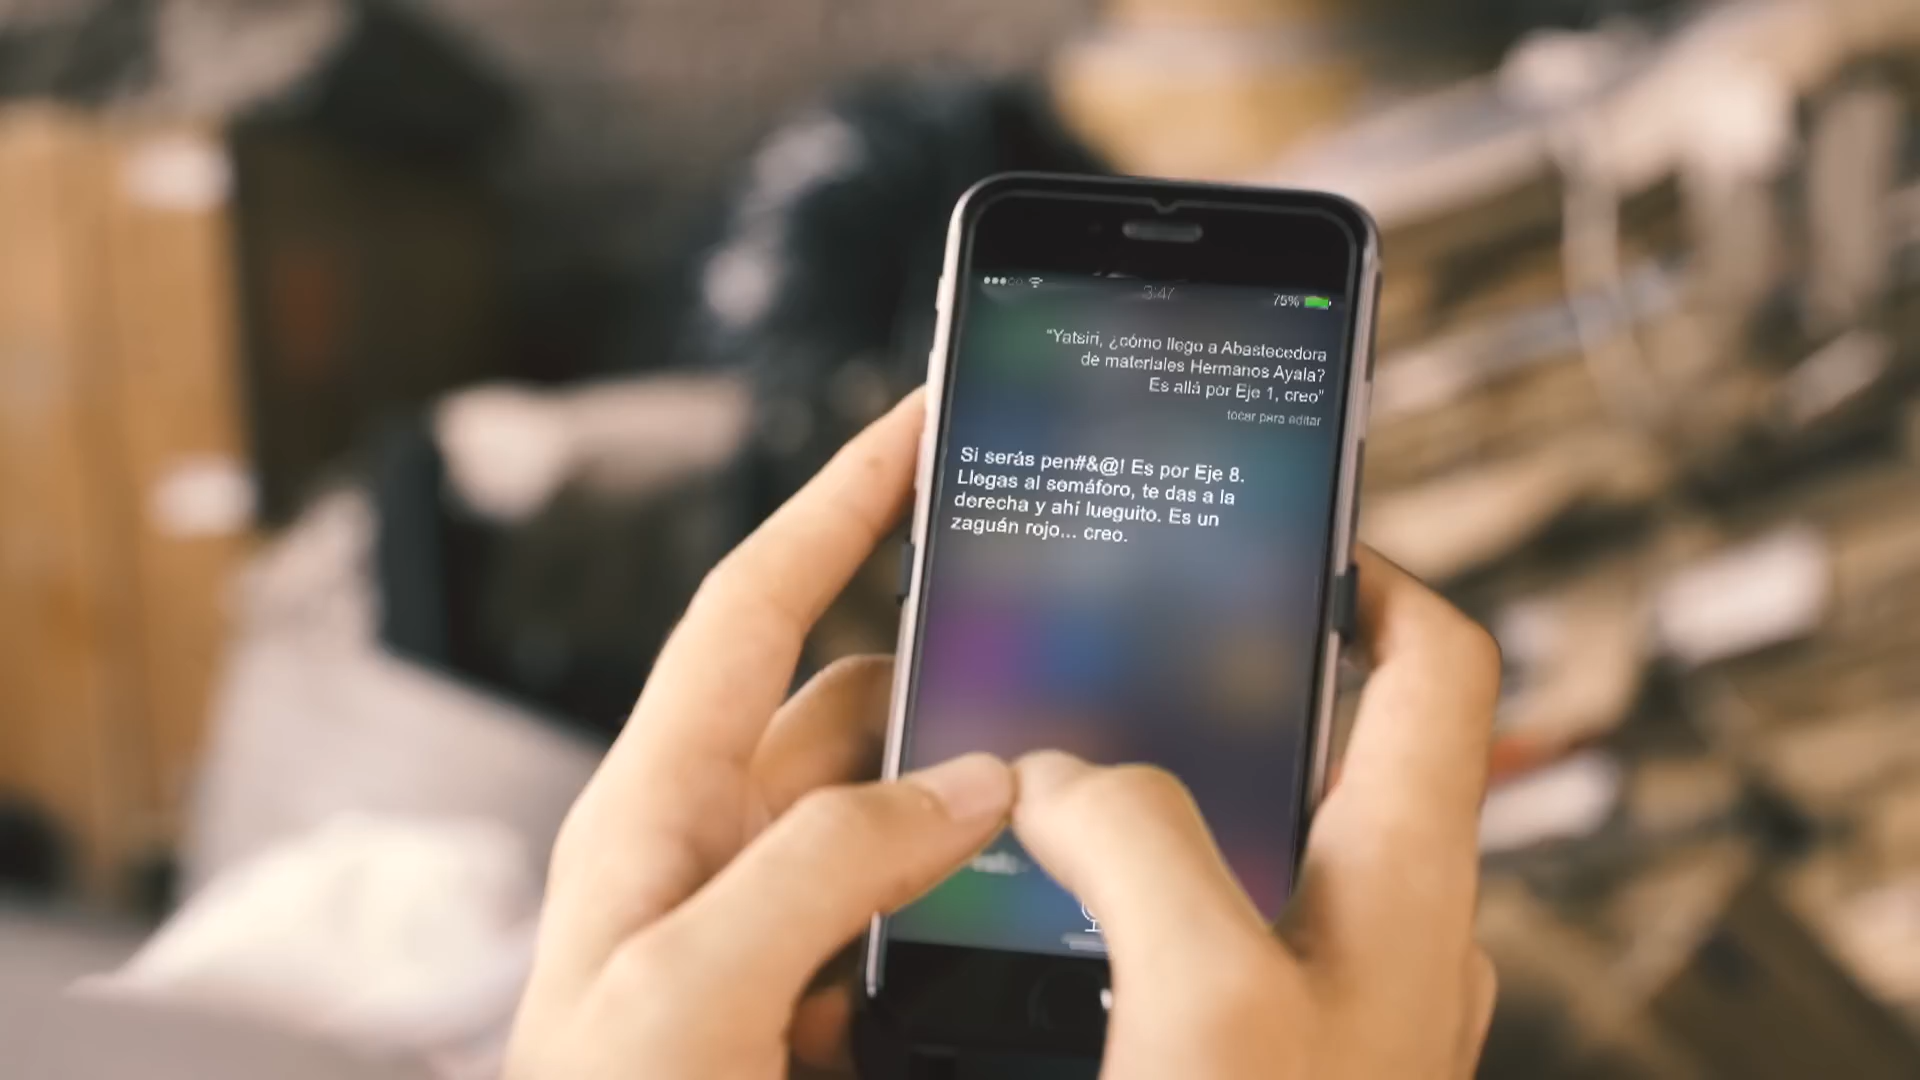 3:47
75%
"Yatsiri, ¿cómo llego a Abastecedora
de materiales Hermanos Ayala?
Es allá por Eje 1, creo"
tocar para editar
Si serás pen#&@! Es por Eje 8.
Llegas al semáforo, te das a la
derecha y ahí lueguito. Es un
zaguán rojo... creo.